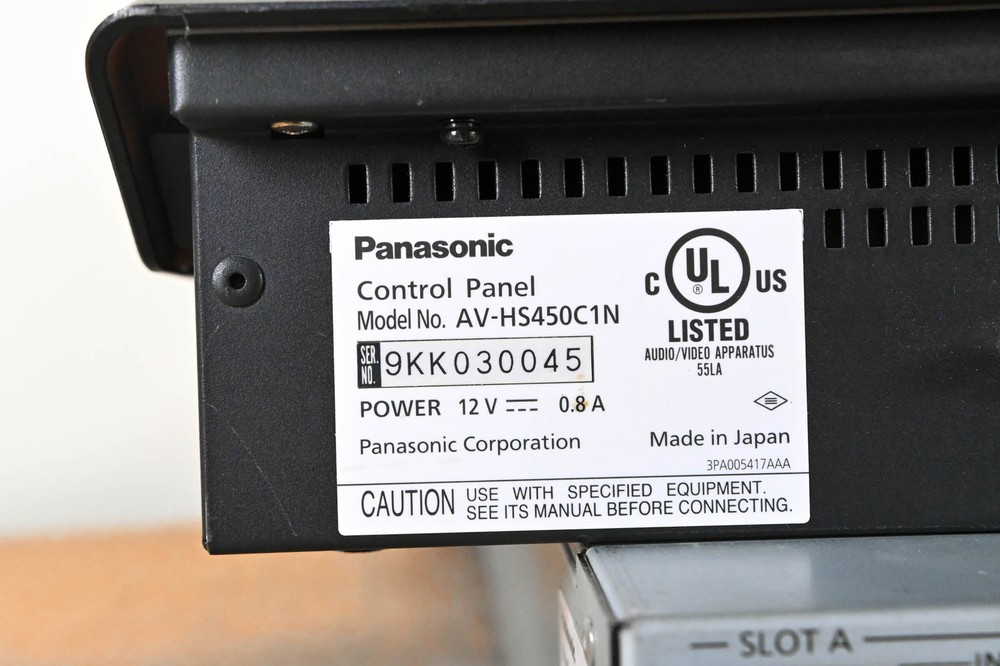 Panasonic
Control Panel
Model No. AV-HS450C1N
SER. NO. 9KK030045
POWER 12 V 0.8 A
Panasonic Corporation
C UL ® US
LISTED
AUDIO/VIDEO APPARATUS
55LA
Made in Japan
3PA005417AAA
CAUTION USE WITH SPECIFIED EQUIPMENT.
SEE ITS MANUAL BEFORE CONNECTING.
SLOT A